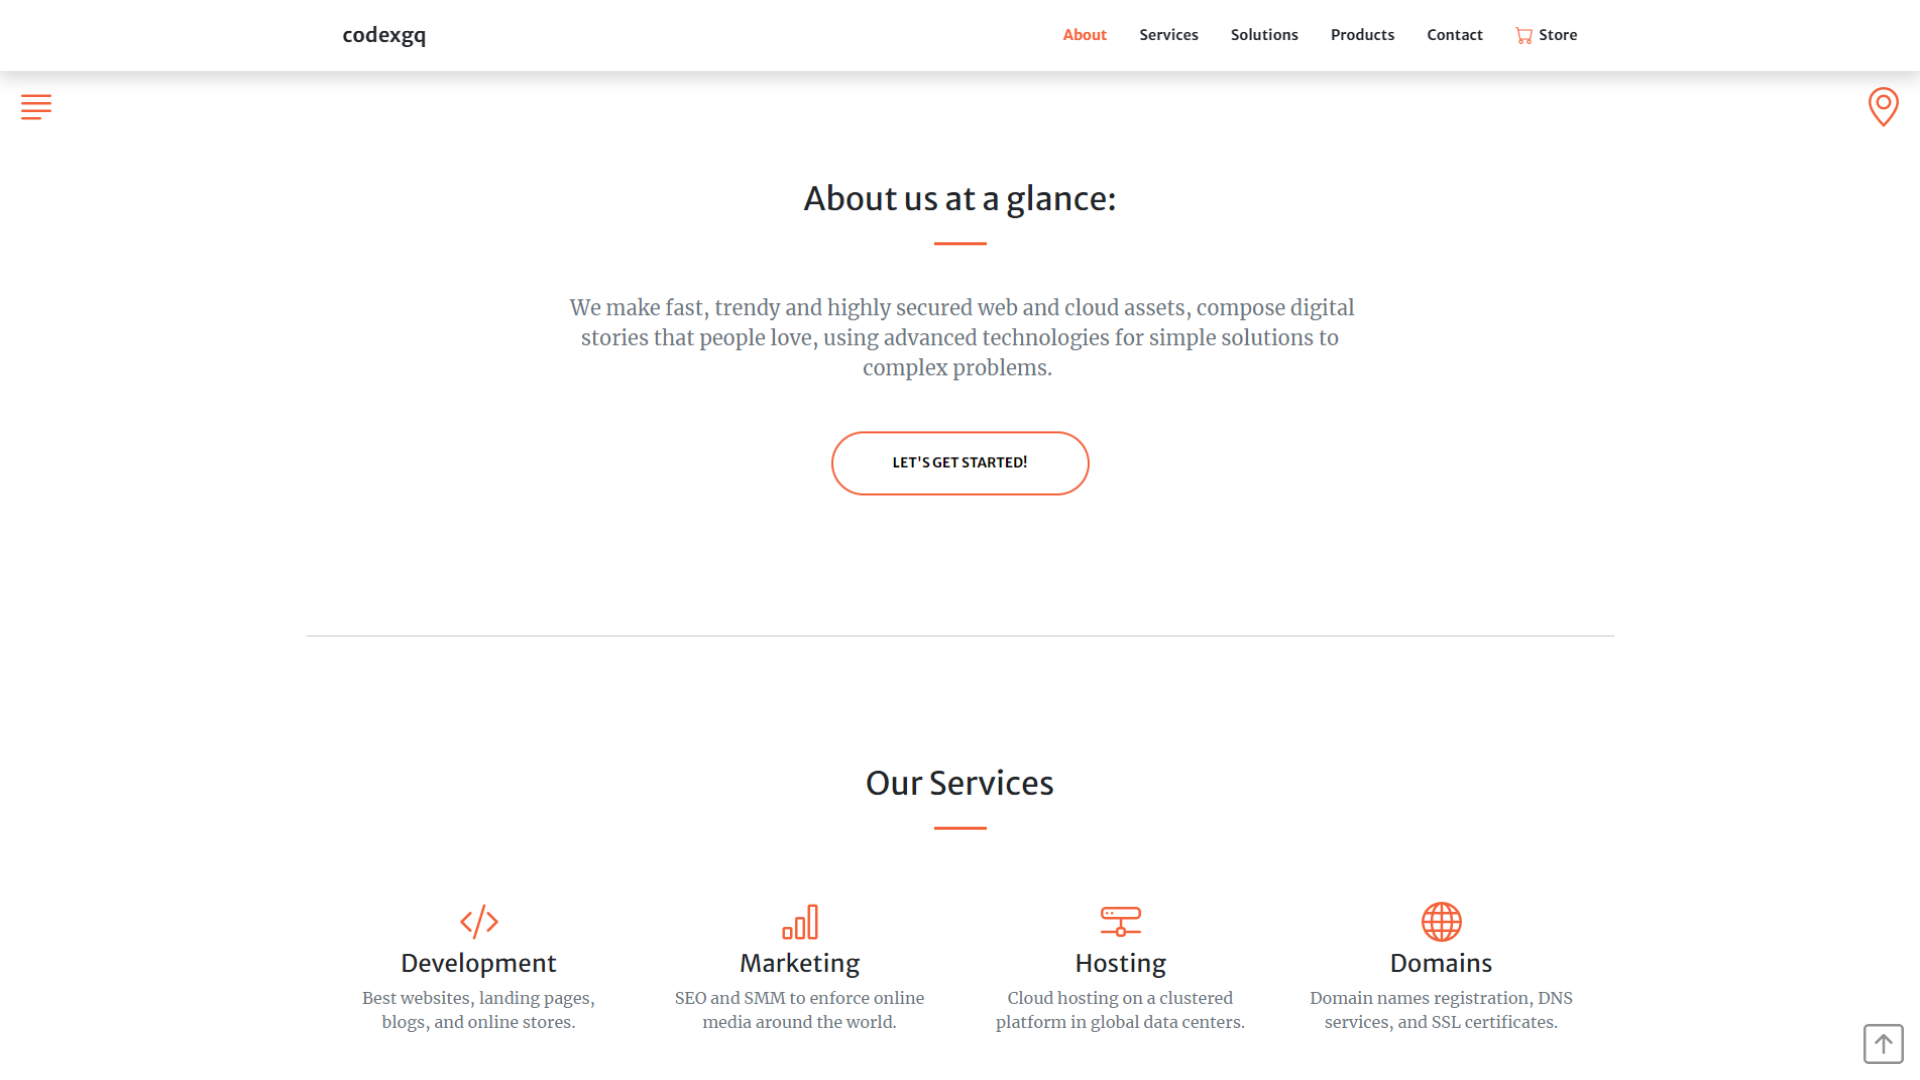 codexgq
About
Services
Solutions
Products
Contact
Store
About us at a glance:
We make fast, trendy and highly secured web and cloud assets, compose digital
stories that people love, using advanced technologies for simple solutions to
complex problems.
LET'S GET STARTED!
Our Services
Development
Best websites, landing pages,
blogs, and online stores.
Marketing
SEO and SMM to enforce online
media around the world.
Hosting
Cloud hosting on a clustered
platform in global data centers.
Domains
Domain names registration, DNS
services, and SSL certificates.